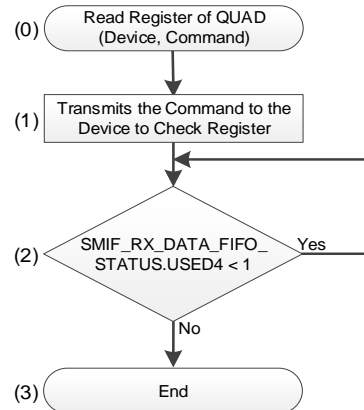 (0)
Read Register of QUAD
(Device, Command)
(1)
Transmits the Command to the
Device to Check Register
(2)
SMIF_RX_DATA_FIFO_
STATUS.USED4 < 1
Yes
No
(3)
End